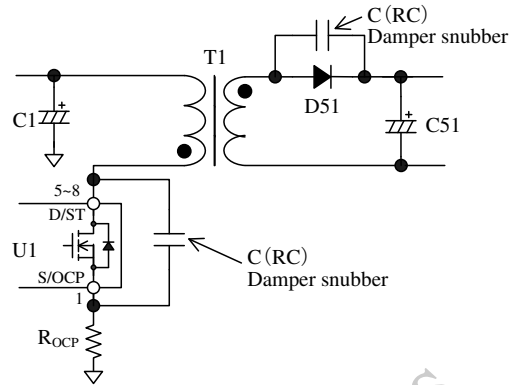 C (RC)
Damper snubber
T1
D51
C1
C51
5~8
D/ST
U1
S/OCP
1
C (RC)
Damper snubber
ROCP